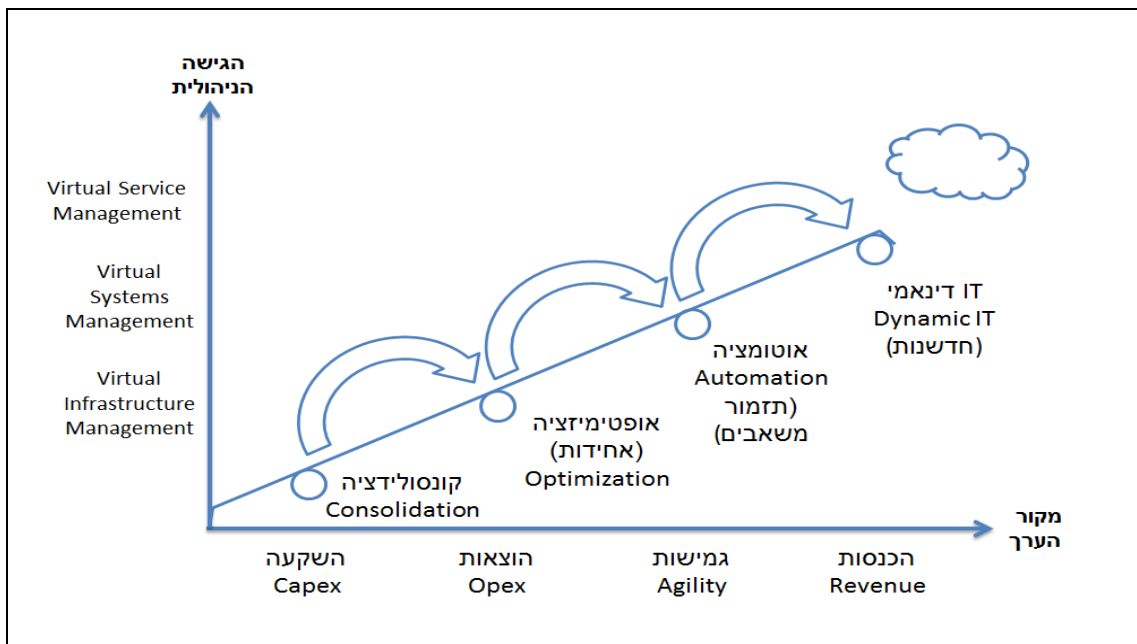 הגישה
הניהולית
Virtual Service
Management
Virtual
Systems
Management
Virtual
Infrastructure
Management
IT דינאמי
Dynamic IT
(חדשנות)
אוטומציה
Automation
(תזמור
משאבים)
אופטימיזציה
(אחידות)
Optimization
קונסולידציה
Consolidation
מקור
הערך
השקעה
Capex
הוצאות
Opex
גמישות
Agility
הכנסות
Revenue